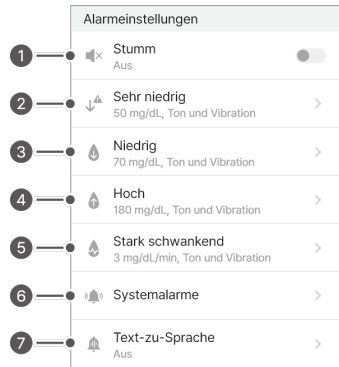 Alarmeinstellungen
1 Stumm
Aus
2 Sehr niedrig
50 mg/dL, Ton und Vibration
3 Niedrig
70 mg/dL, Ton und Vibration
4 Hoch
180 mg/dL, Ton und Vibration
5 Stark schwankend
3 mg/dL/min, Ton und Vibration
6 Systemalarme
7 Text-zu-Sprache
Aus